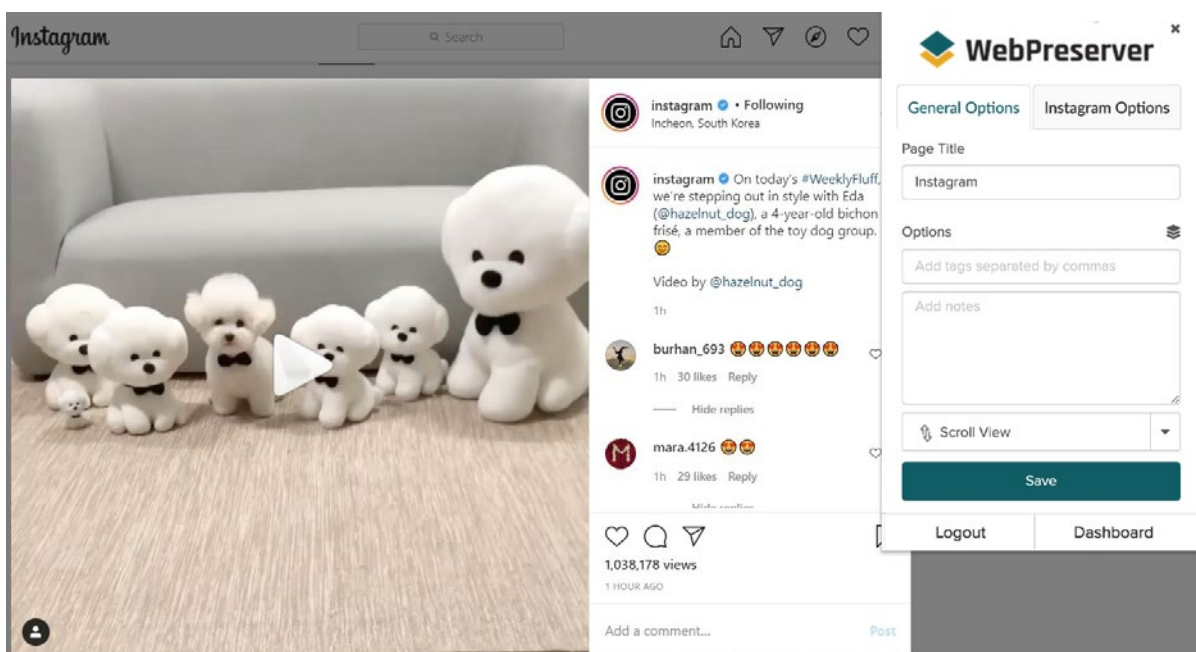 Instagram
Search
instagram • Following
Incheon, South Korea
instagram On today's #WeeklyFluff,
we're stepping out in style with Eda
(@hazelnut_dog), a 4-year-old bichon
frisé, a member of the toy dog group.
😊
Video by @hazelnut_dog
1h
burhan_693 😍😍😍😍😍😍
1h 30 likes Reply
Hide replies
mara.4126 😍😍
1h 29 likes Reply
Hide replies
1,038,178 views
1 HOUR AGO
Add a comment...
Post
×
WebPreserver
General Options
Instagram Options
Page Title
Instagram
Options
Add tags separated by commas
Add notes
Scroll View
Save
Logout
Dashboard